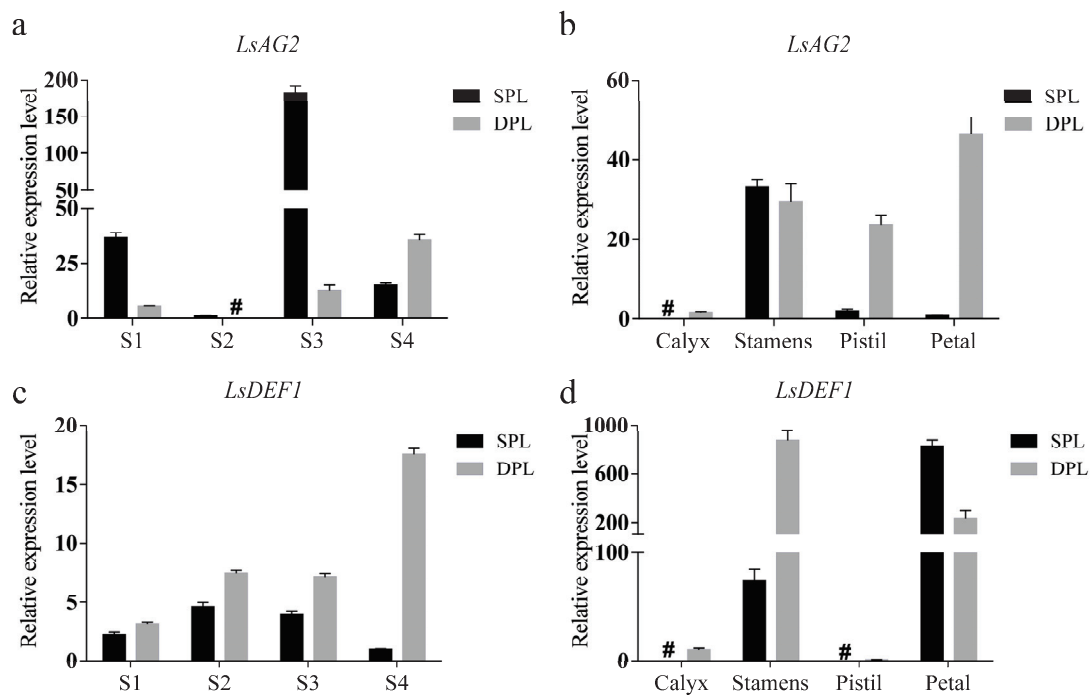 a
LsAG2
Relative expression level
200
150
100
50
50
25
0
#
S1 S2 S3 S4
SPL
DPL
b
LsAG2
Relative expression level
60
40
20
0
#
Calyx Stamens Pistil Petal
SPL
DPL
c
LsDEF1
Relative expression level
20
15
10
5
0
S1 S2 S3 S4
SPL
DPL
d
LsDEF1
Relative expression level
1000
600
200
100
0
# #
Calyx Stamens Pistil Petal
SPL
DPL